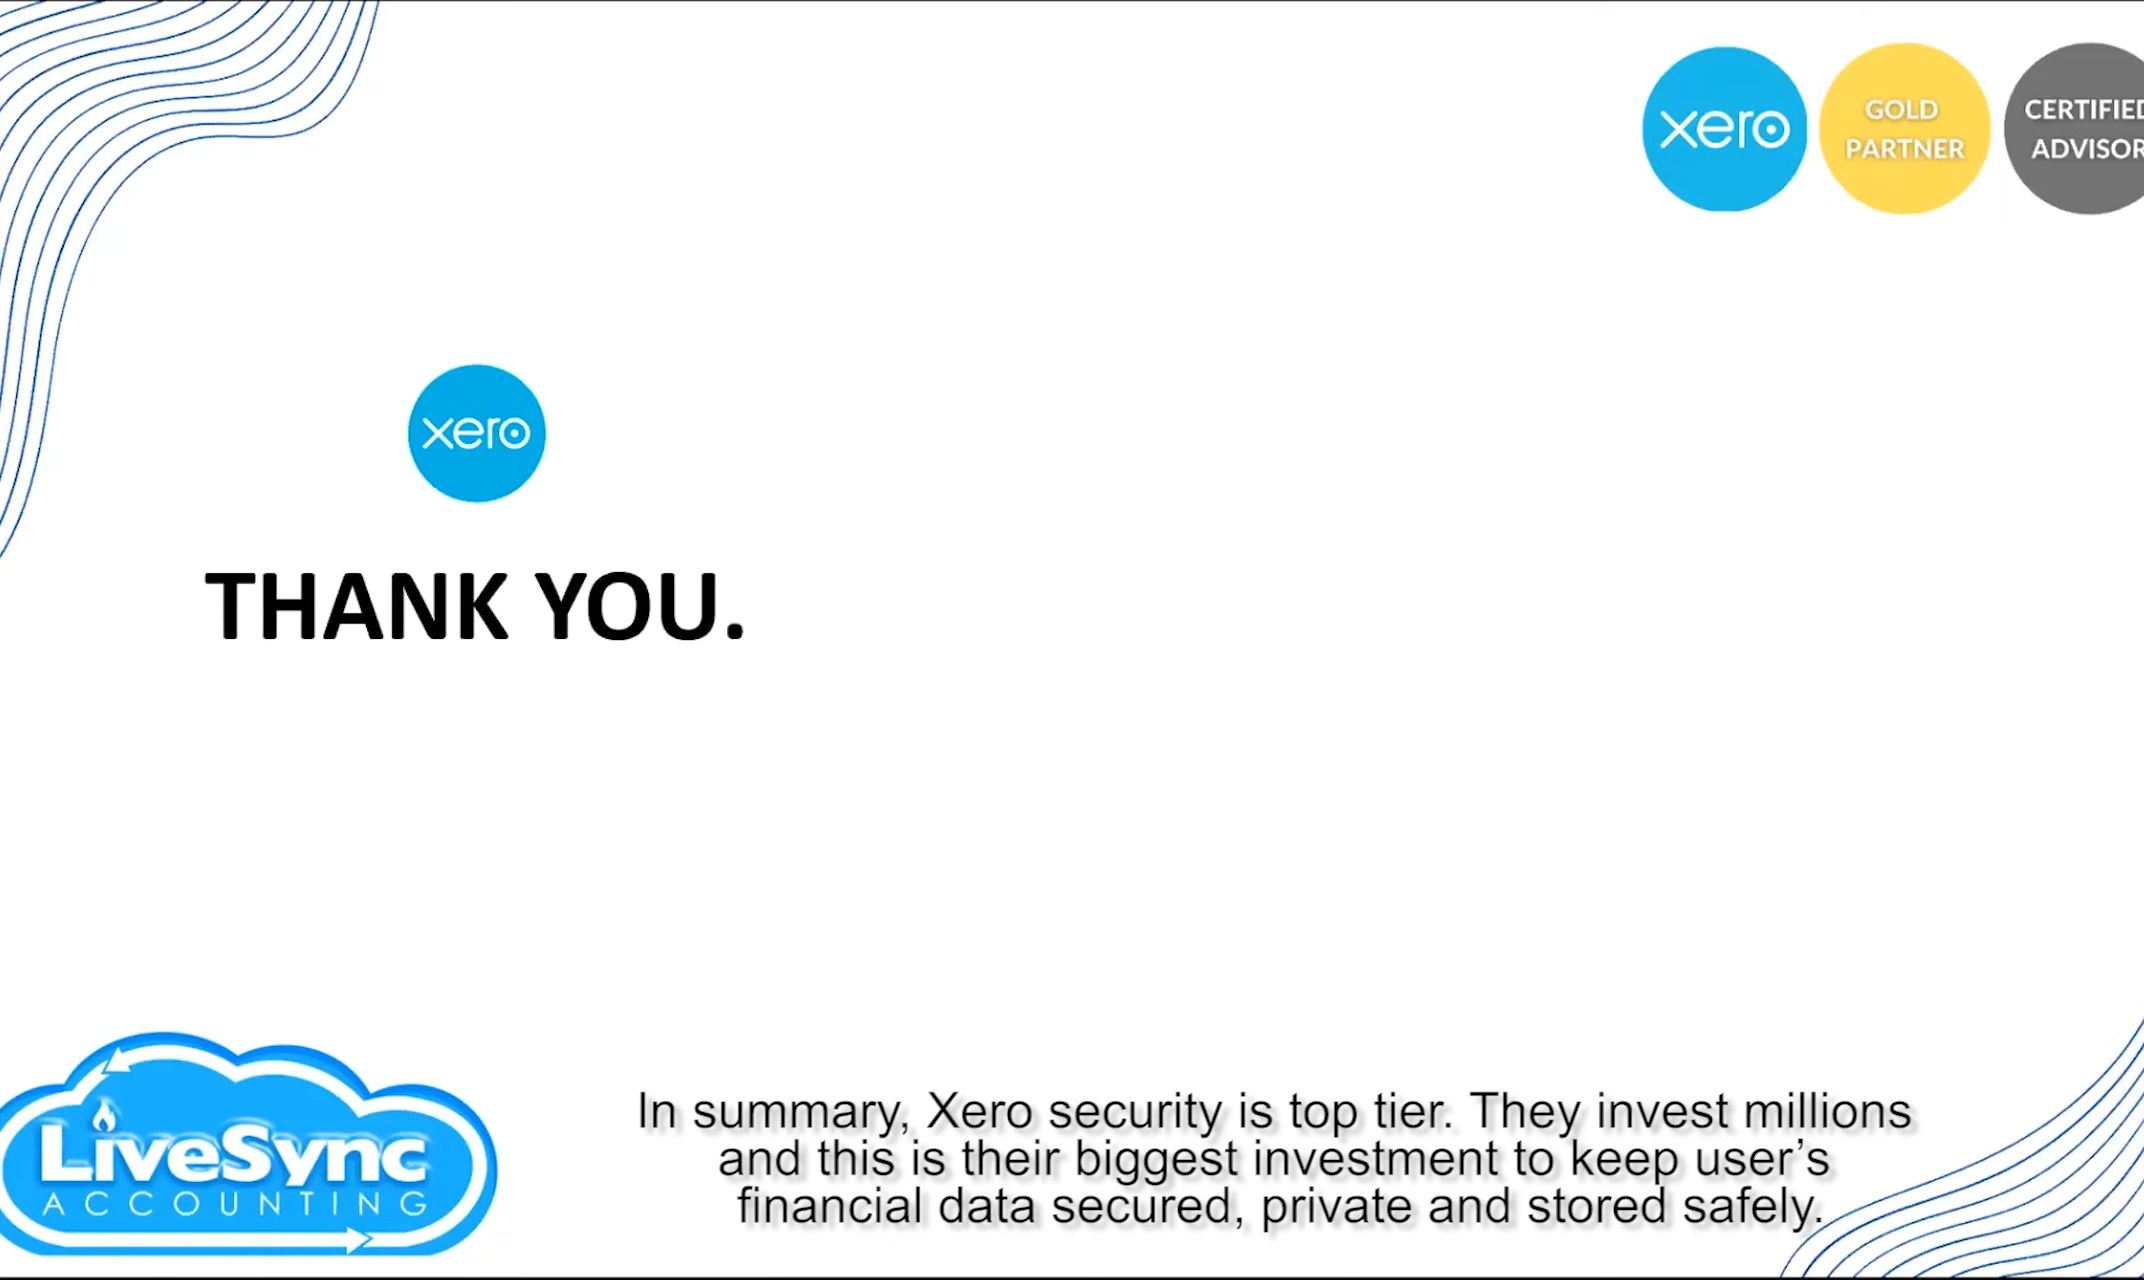 xero
GOLD
PARTNER
CERTIFIED
ADVISOR
xero
THANK YOU.
LiveSync
ACCOUNTING
In summary, Xero security is top tier. They invest millions
and this is their biggest investment to keep user’s
financial data secured, private and stored safely.